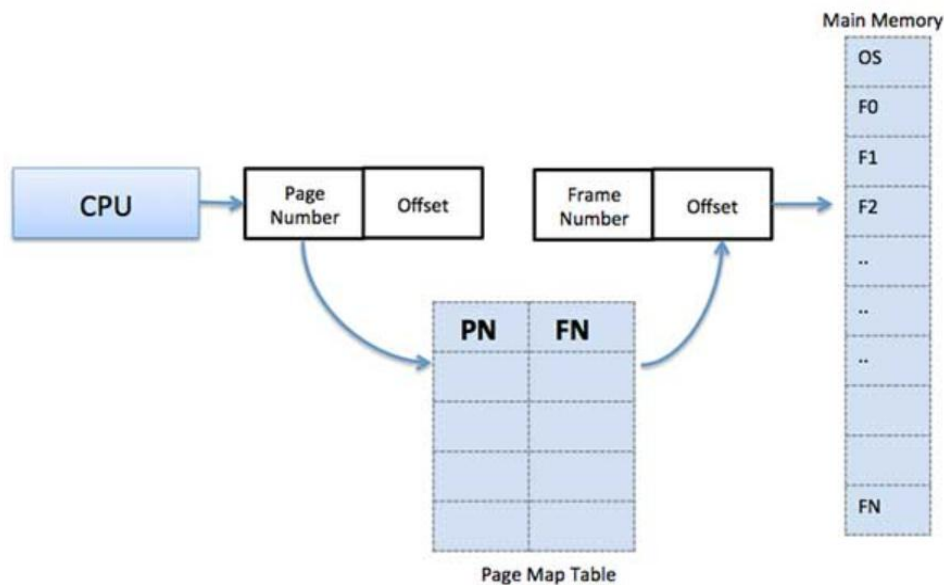 Main Memory
OS
F0
F1
F2
..
..
..
FN
CPU
Page
Number
Offset
Frame
Number
Offset
PN
FN
Page Map Table